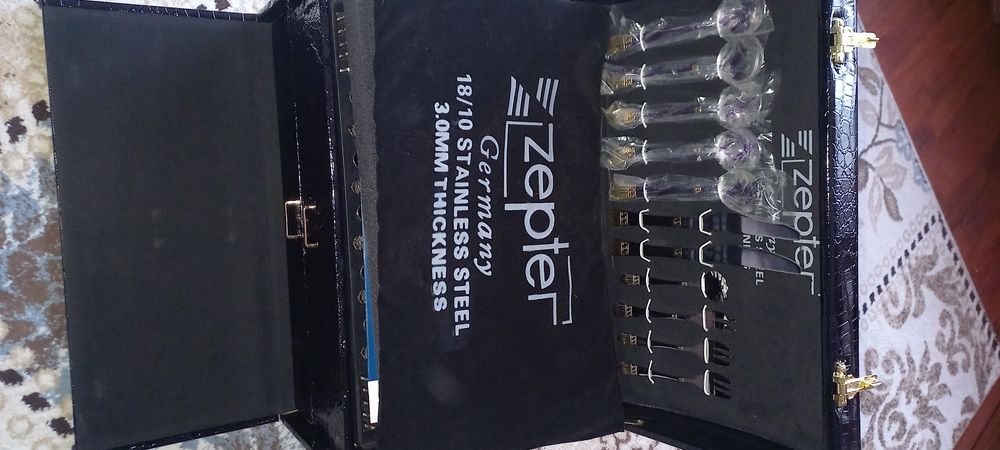 zepter
Germany
18/10 STAINLESS STEEL
3.0MM THICKNESS
zepter